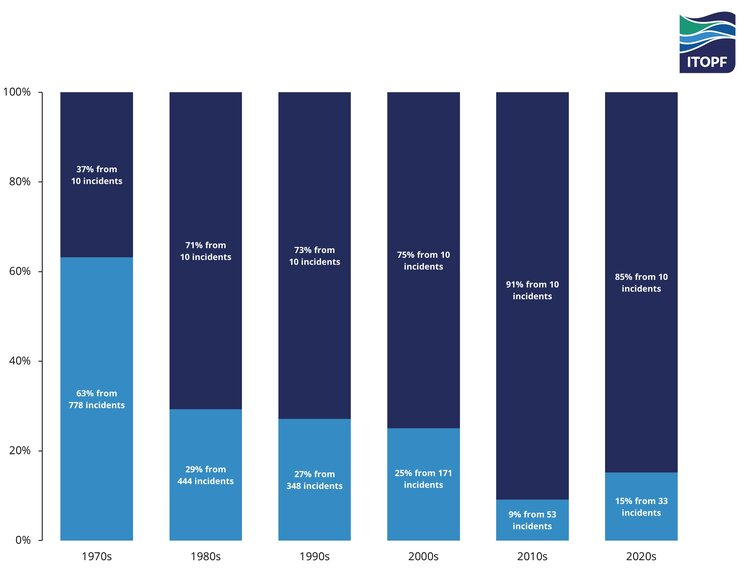 ITOPF
100%
80%
60%
40%
20%
0%
37% from
10 incidents
63% from
778 incidents
71% from
10 incidents
29% from
444 incidents
73% from
10 incidents
27% from
348 incidents
75% from 10
incidents
25% from 171
incidents
91% from 10
incidents
9% from 53
incidents
85% from 10
incidents
15% from 33
incidents
1970s
1980s
1990s
2000s
2010s
2020s